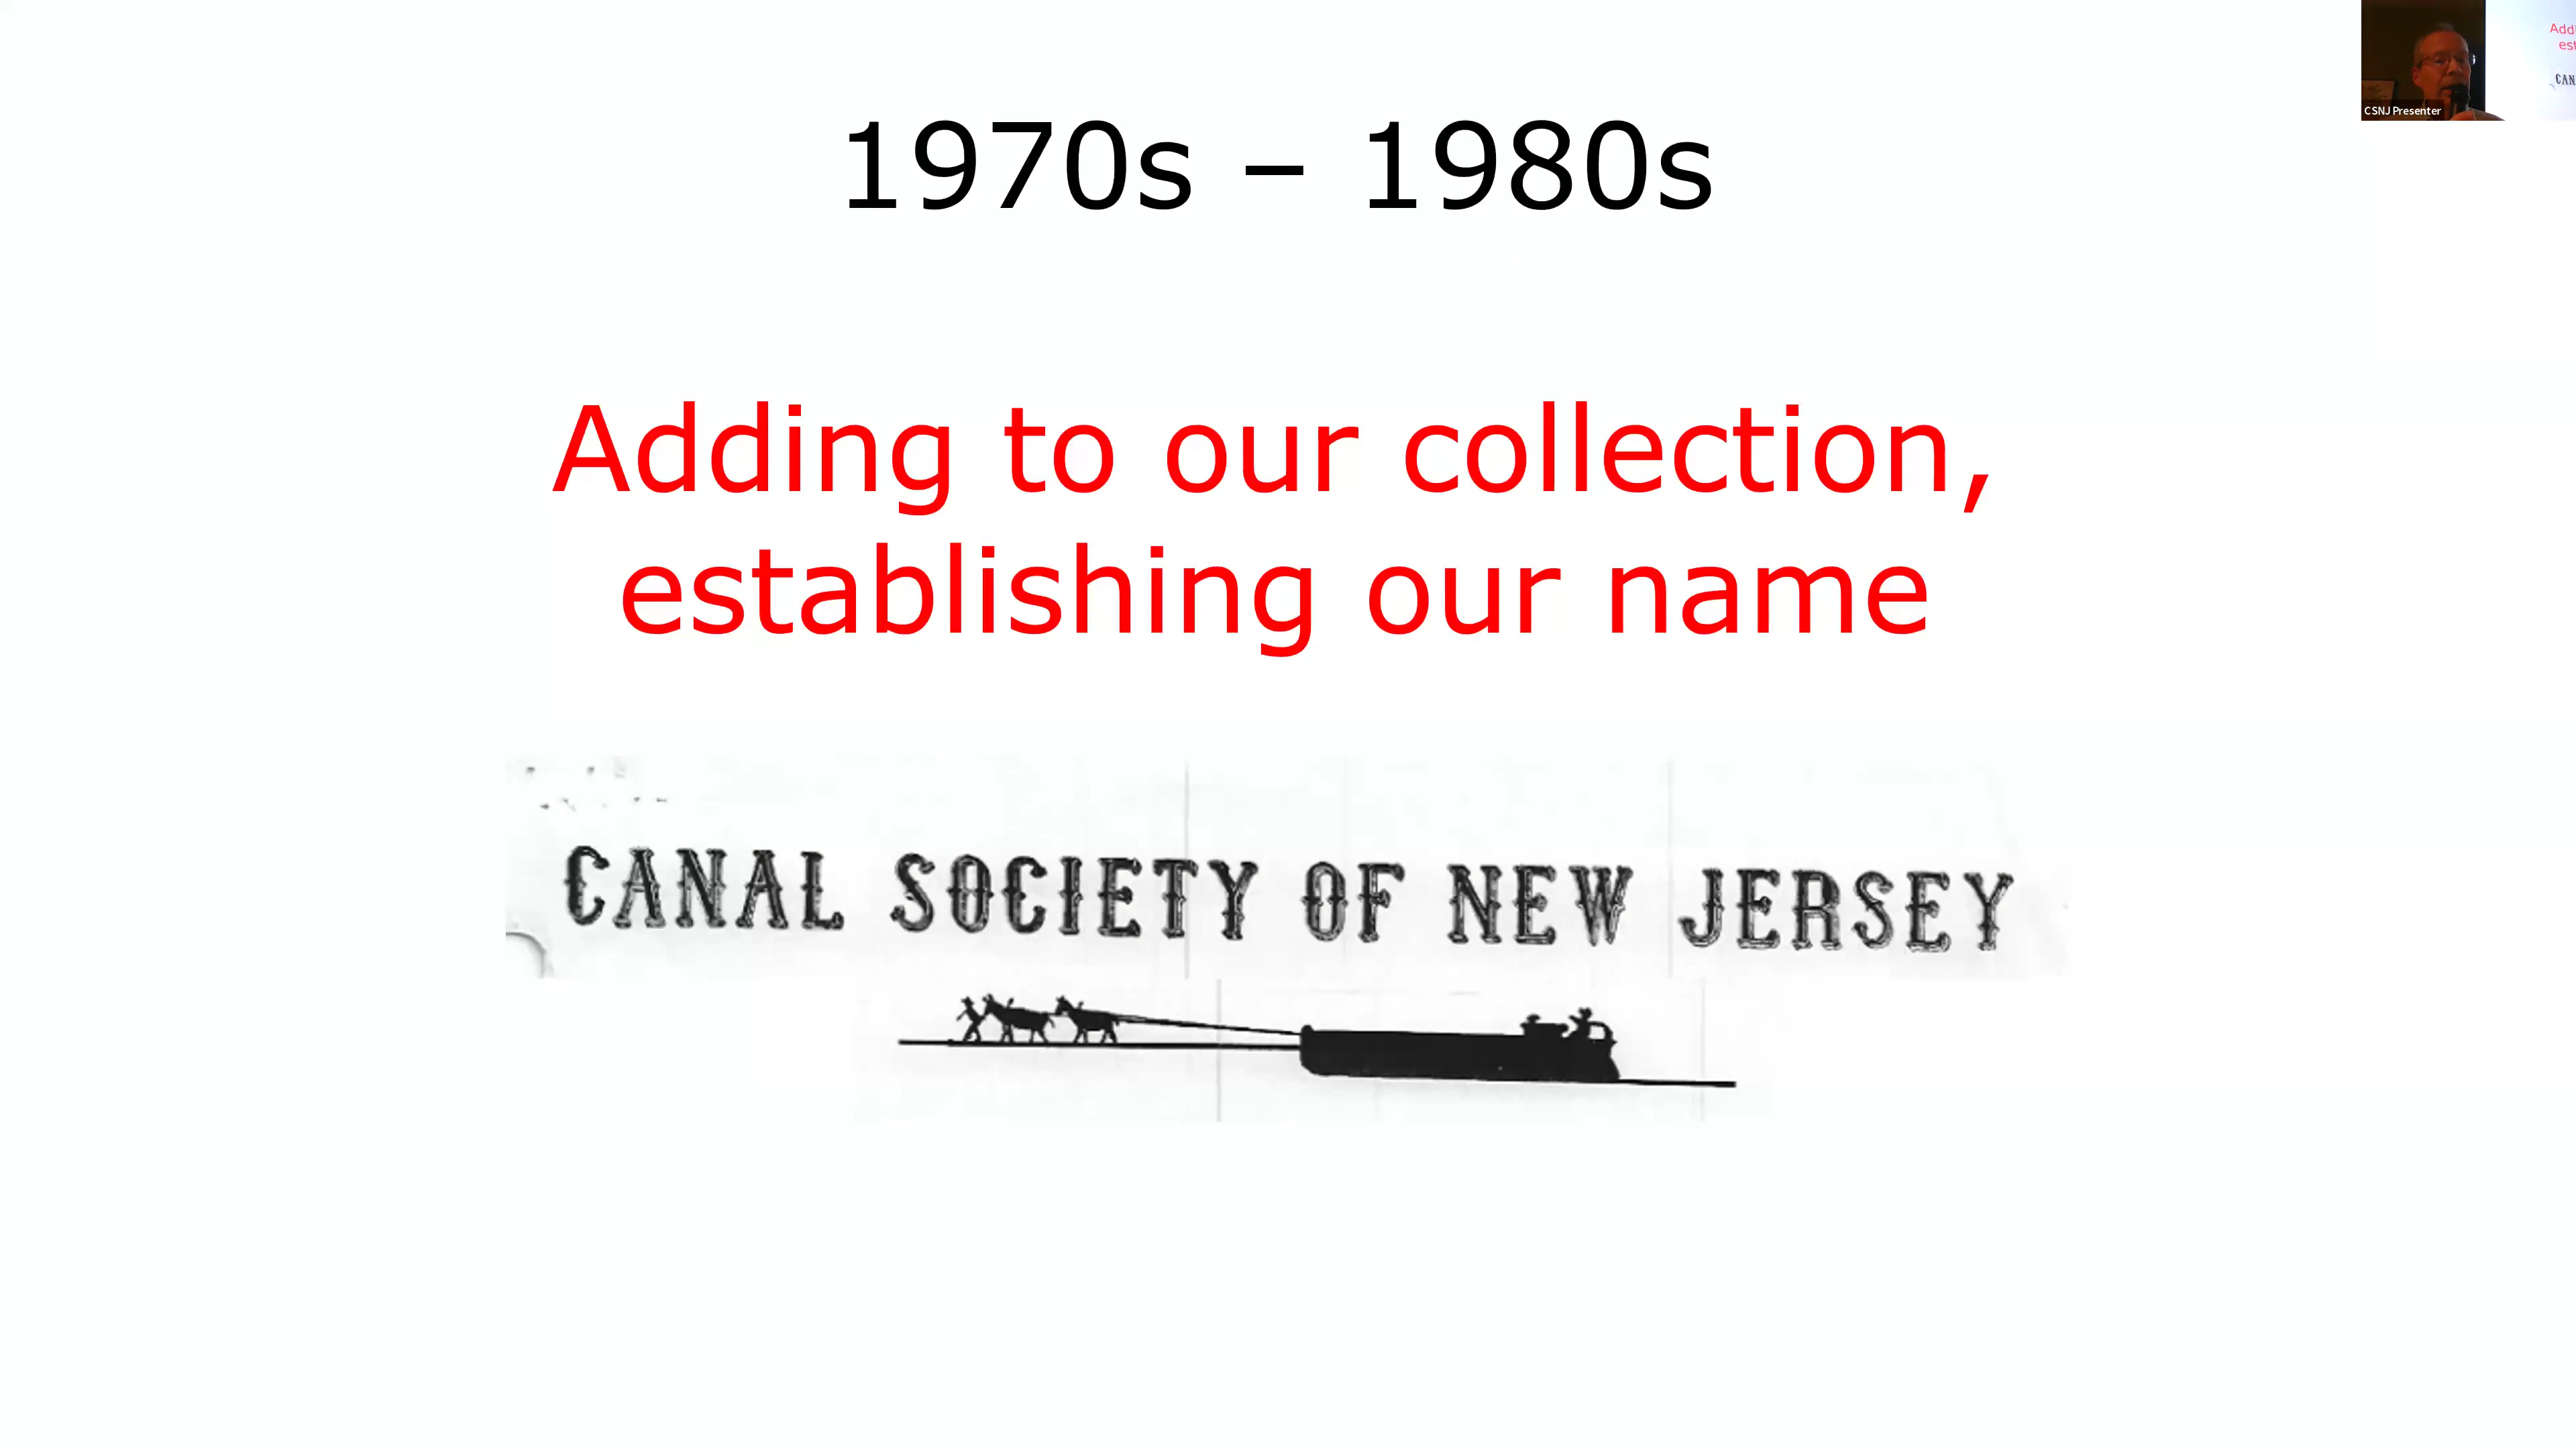 1970s – 1980s
Adding to our collection,
establishing our name
CANAL SOCIETY OF NEW JERSEY
CSNJ Presenter